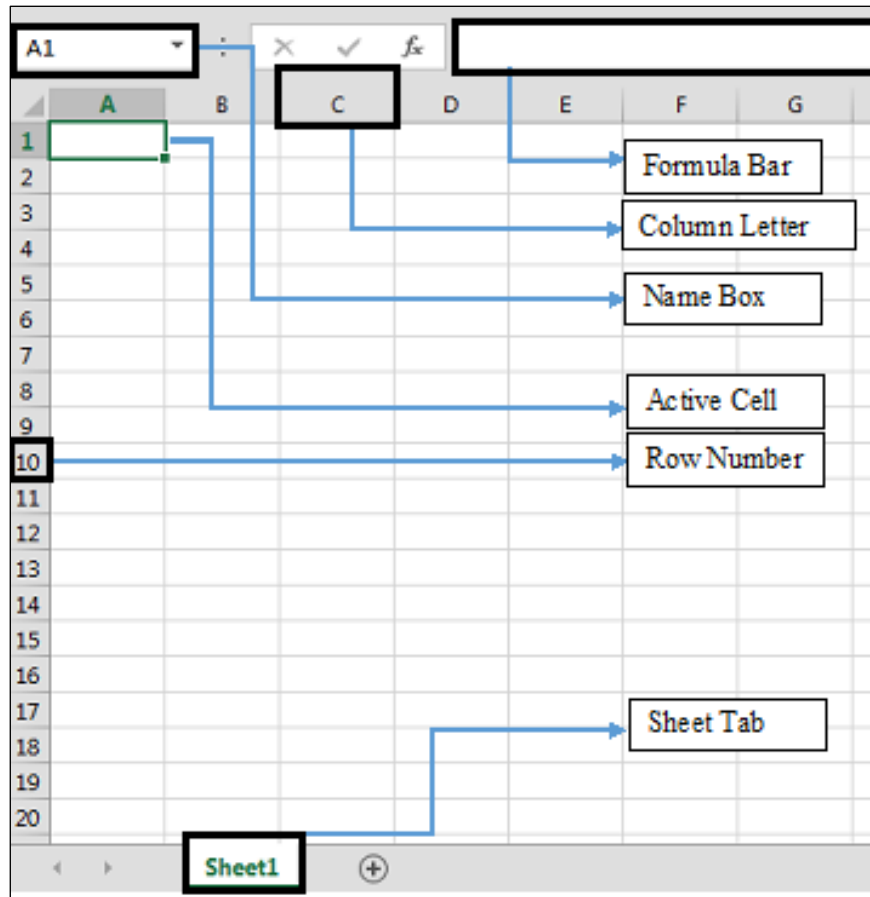 A1 fx
A B C D E F G
1
2 Formula Bar
3 Column Letter
4
5 Name Box
6
7
8 Active Cell
9
10 Row Number
11
12
13
14
15
16
17 Sheet Tab
18
19
20
Sheet1